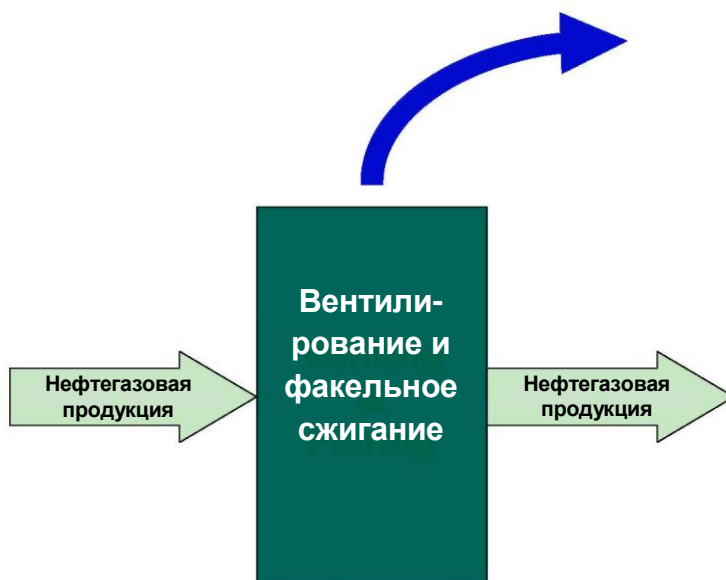 Вентили-
рование и
факельное
сжигание
Нефтегазовая
продукция
Нефтегазовая
продукция